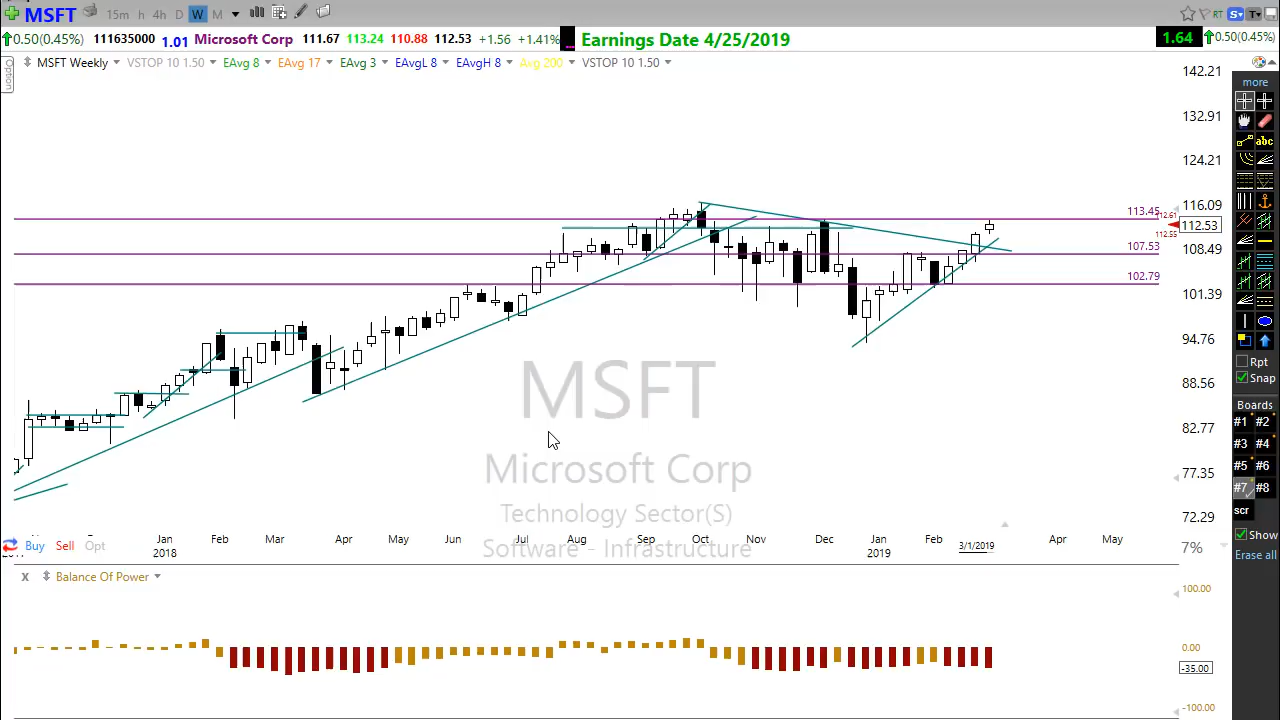 MSFT 15m h 4h D W M RT S T
0.50(0.45%) 111635000 1.01 Microsoft Corp 111.67 113.24 110.88 112.53 +1.56 +1.41% Earnings Date 4/25/2019 1.64 0.50(0.45%)
Option MSFT Weekly VSTOP 10 1.50 EAvg 8 EAvg 17 EAvg 3 EAvgL 8 EAvgH 8 Avg 200 VSTOP 10 1.50
142.21
more
132.91
abc
124.21
116.09
113.45
112.61
112.53
112.55
107.53
108.49
102.79
101.39
94.76
Rpt
Snap
88.56
Boards
#1 #2
82.77
#3 #4
#5 #6
77.35
#7 #8
scr
72.29
MSFT
Microsoft Corp
Technology Sector(S)
Software - Infrastructure
Buy Sell Opt
Jan Feb Mar Apr May Jun Jul Aug Sep Oct Nov Dec Jan Feb 3/1/2019 Apr May
2018 2019
7%
Show
Erase all
X Balance Of Power
100.00
0.00
-35.00
-100.00